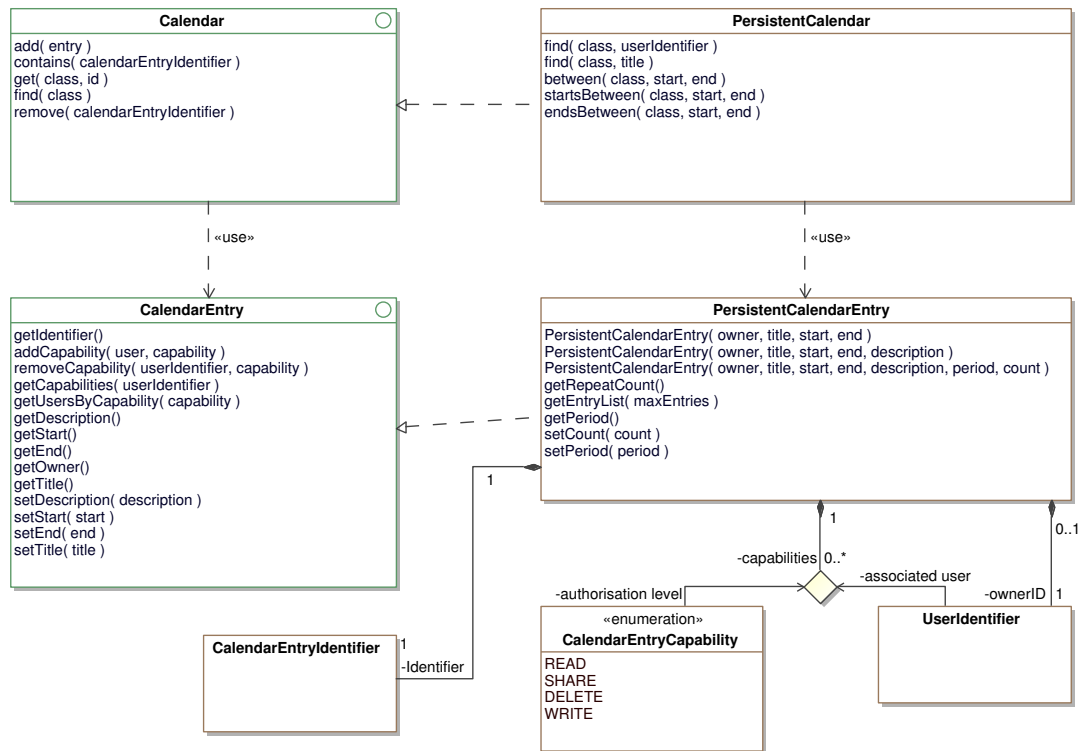 Calendar
add( entry )
contains( calendarEntryIdentifier )
get( class, id )
find( class )
remove( calendarEntryIdentifier )
PersistentCalendar
find( class, userIdentifier )
find( class, title )
between( class, start, end )
startsBetween( class, start, end )
endsBetween( class, start, end )
«use»
«use»
CalendarEntry
getIdentifier()
addCapability( user, capability )
removeCapability( userIdentifier, capability )
getCapabilities( userIdentifier )
getUsersByCapability( capability )
getDescription()
getStart()
getEnd()
getOwner()
getTitle()
setDescription( description )
setStart( start )
setEnd( end )
setTitle( title )
PersistentCalendarEntry
PersistentCalendarEntry( owner, title, start, end )
PersistentCalendarEntry( owner, title, start, end, description )
PersistentCalendarEntry( owner, title, start, end, description, period, count )
getRepeatCount()
getEntryList( maxEntries )
getPeriod()
setCount( count )
setPeriod( period )
1
1
0..1
-capabilities 0..*
-associated user
-authorisation level
-ownerID 1
CalendarEntryIdentifier
1
-Identifier
«enumeration»
CalendarEntryCapability
READ
SHARE
DELETE
WRITE
UserIdentifier